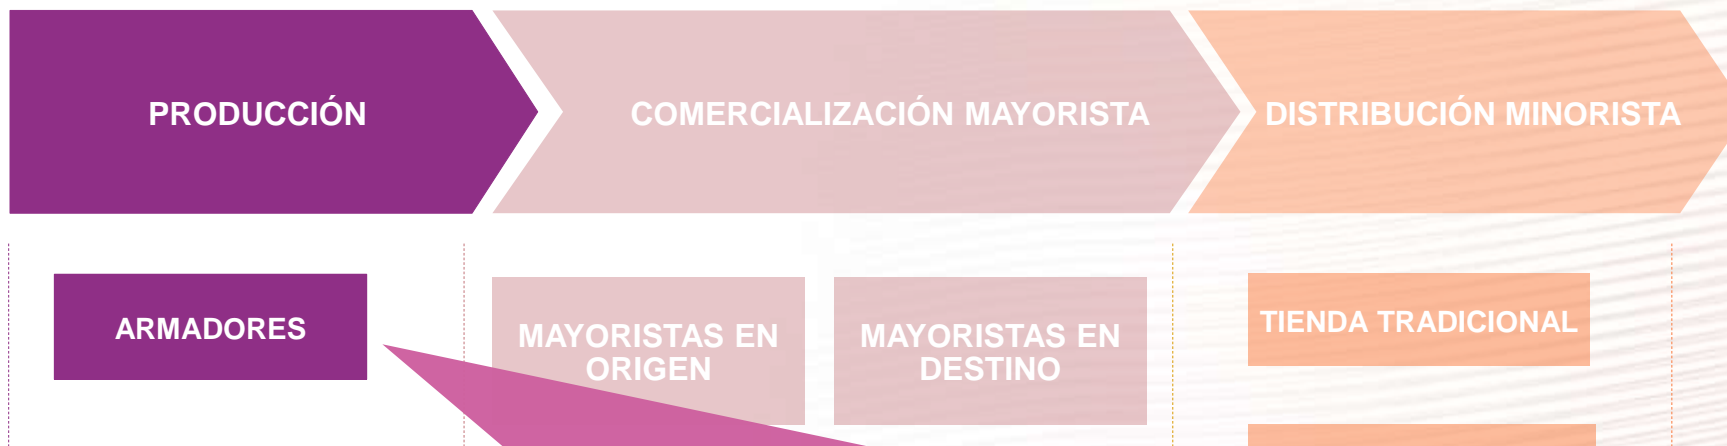 PRODUCCIÓN
COMERCIALIZACIÓN MAYORISTA
DISTRIBUCIÓN MINORISTA
ARMADORES
MAYORISTAS EN
ORIGEN
MAYORISTAS EN
DESTINO
TIENDA TRADICIONAL